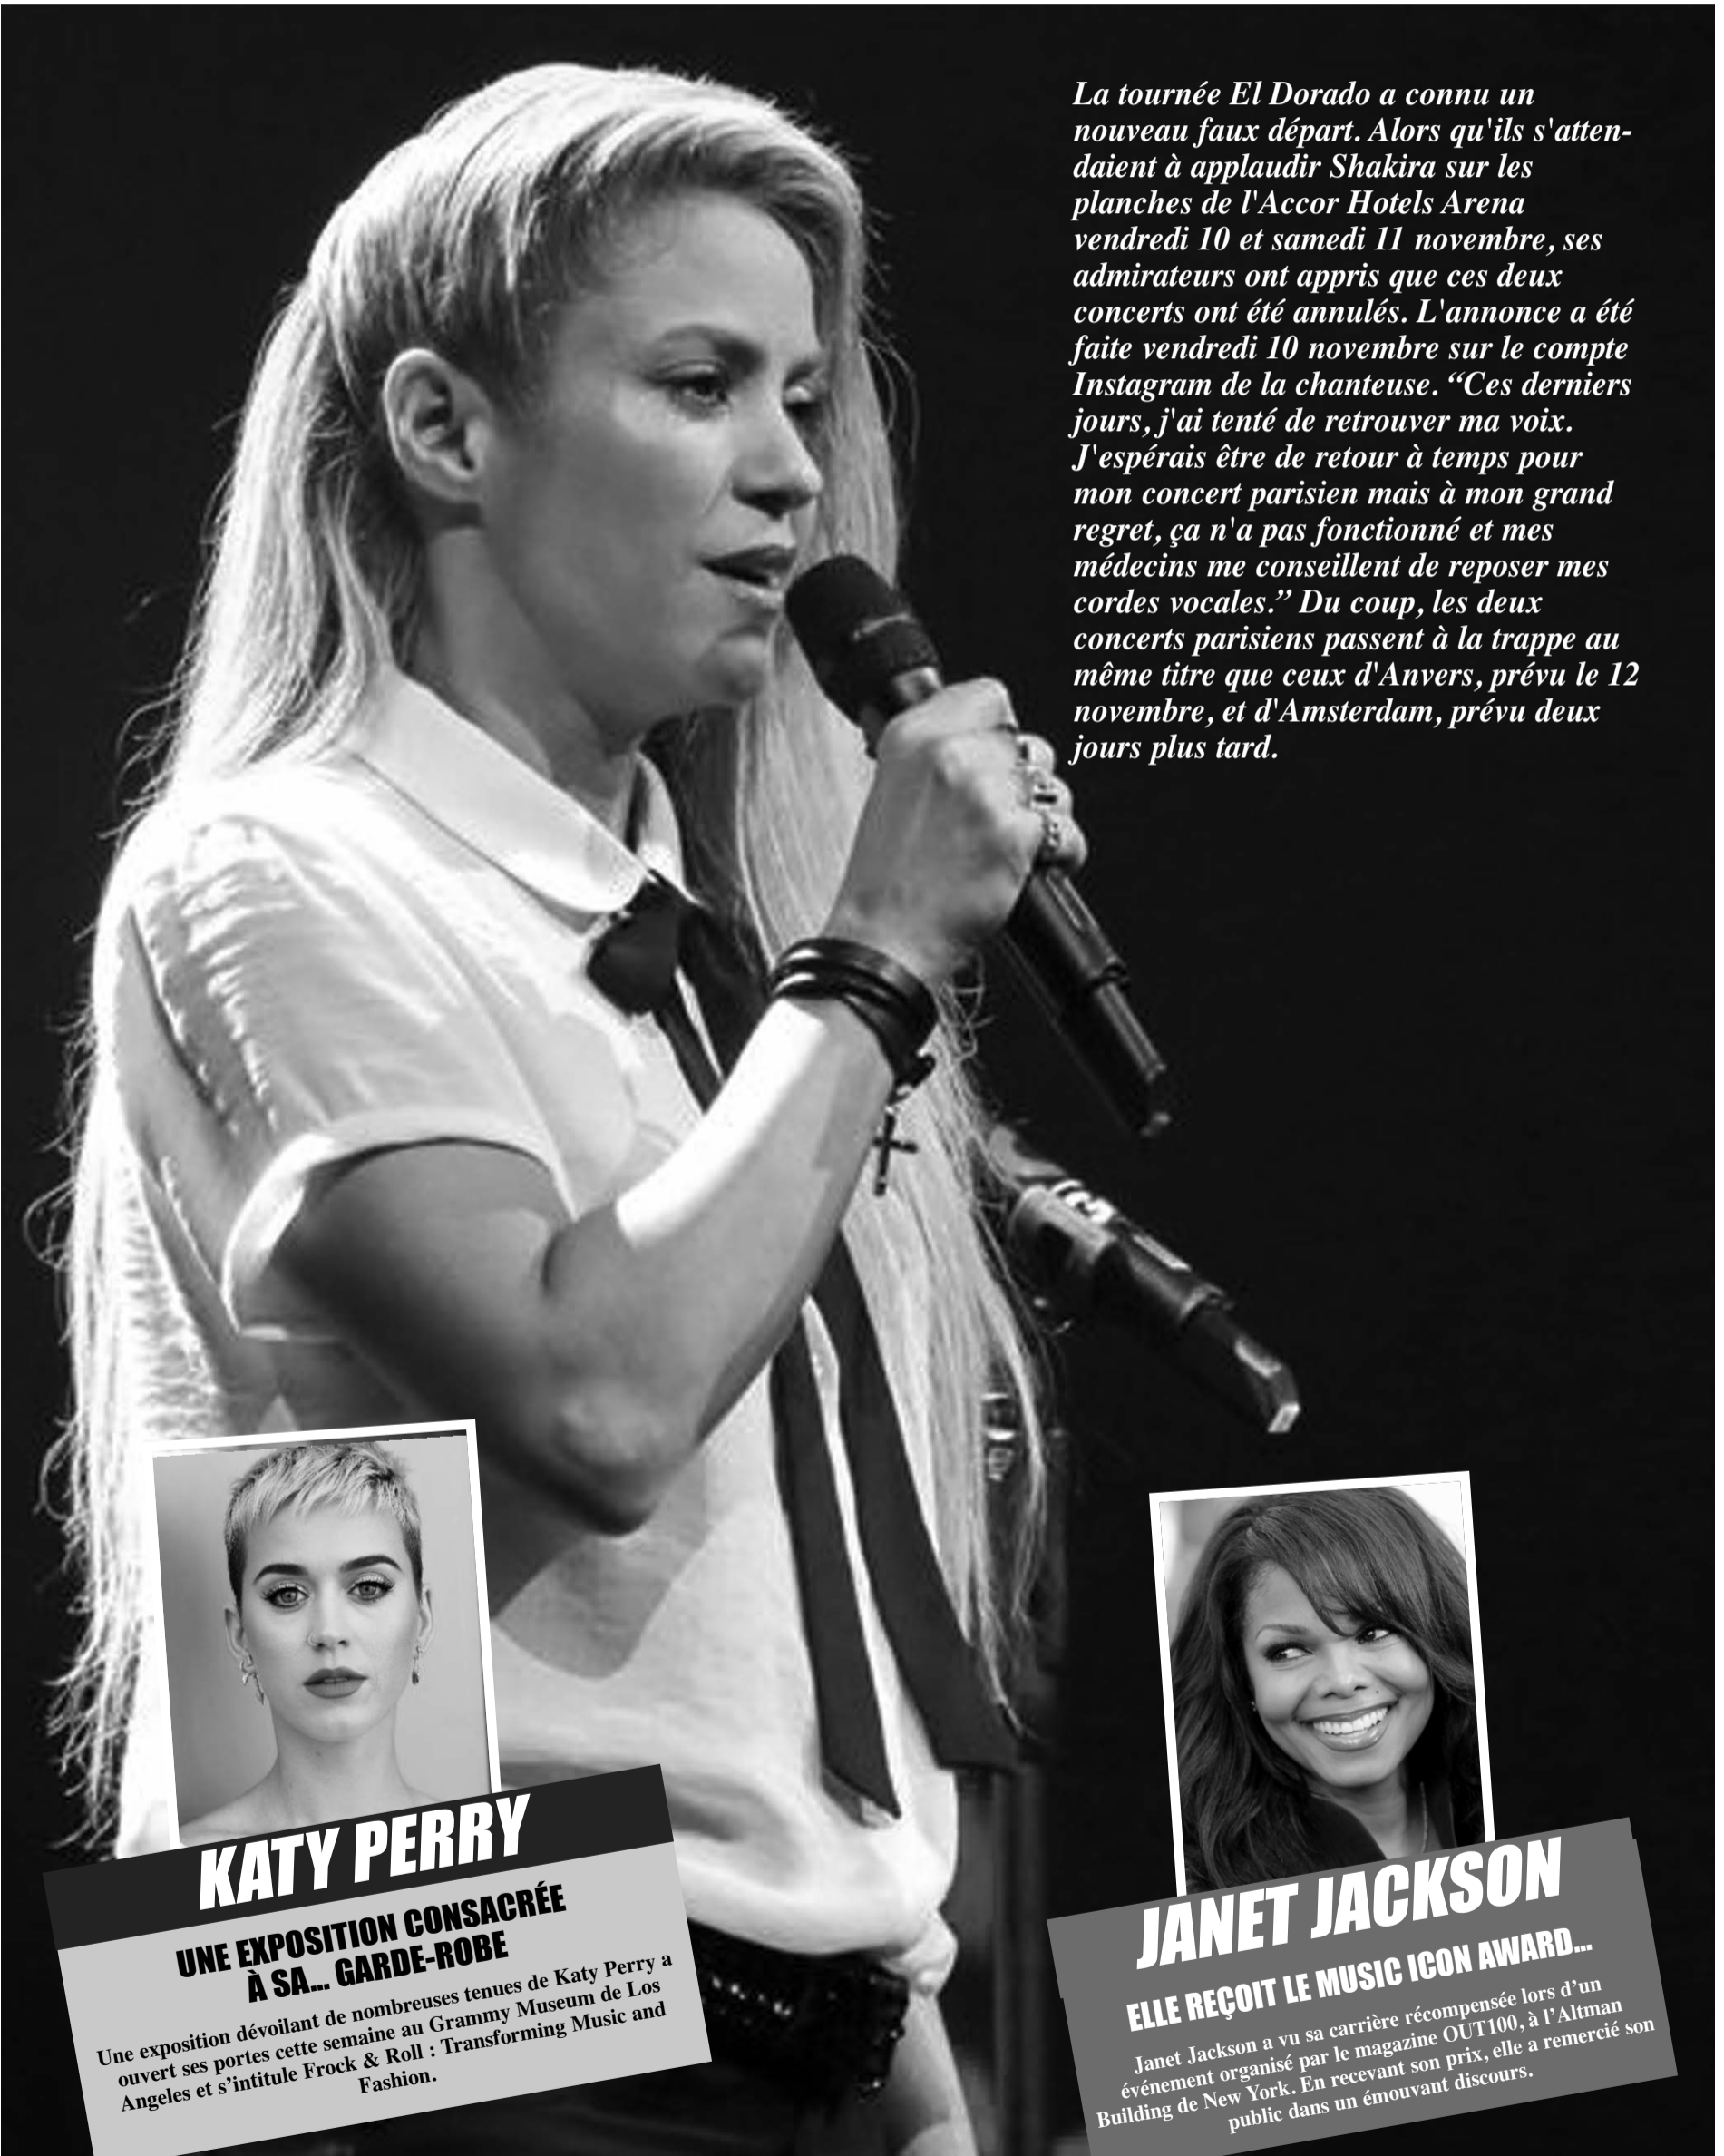 La tournée El Dorado a connu un
nouveau faux départ. Alors qu'ils s'atten-
daient à applaudir Shakira sur les
planches de l'Accor Hotels Arena
vendredi 10 et samedi 11 novembre, ses
admirateurs ont appris que ces deux
concerts ont été annulés. L'annonce a été
faite vendredi 10 novembre sur le compte
Instagram de la chanteuse. “Ces derniers
jours, j'ai tenté de retrouver ma voix.
J'espérais être de retour à temps pour
mon concert parisien mais à mon grand
regret, ça n'a pas fonctionné et mes
médecins me conseillent de reposer mes
cordes vocales.” Du coup, les deux
concerts parisiens passent à la trappe au
même titre que ceux d'Anvers, prévu le 12
novembre, et d'Amsterdam, prévu deux
jours plus tard.
KATY PERRY
UNE EXPOSITION CONSACRÉE
À SA... GARDE-ROBE
Une exposition dévoilant de nombreuses tenues de Katy Perry a
ouvert ses portes cette semaine au Grammy Museum de Los
Angeles et s’intitule Frock & Roll : Transforming Music and
Fashion.
JANET JACKSON
ELLE REÇOIT LE MUSIC ICON AWARD...
Janet Jackson a vu sa carrière récompensée lors d’un
événement organisé par le magazine OUT100, à l’Altman
Building de New York. En recevant son prix, elle a remercié son
public dans un émouvant discours.